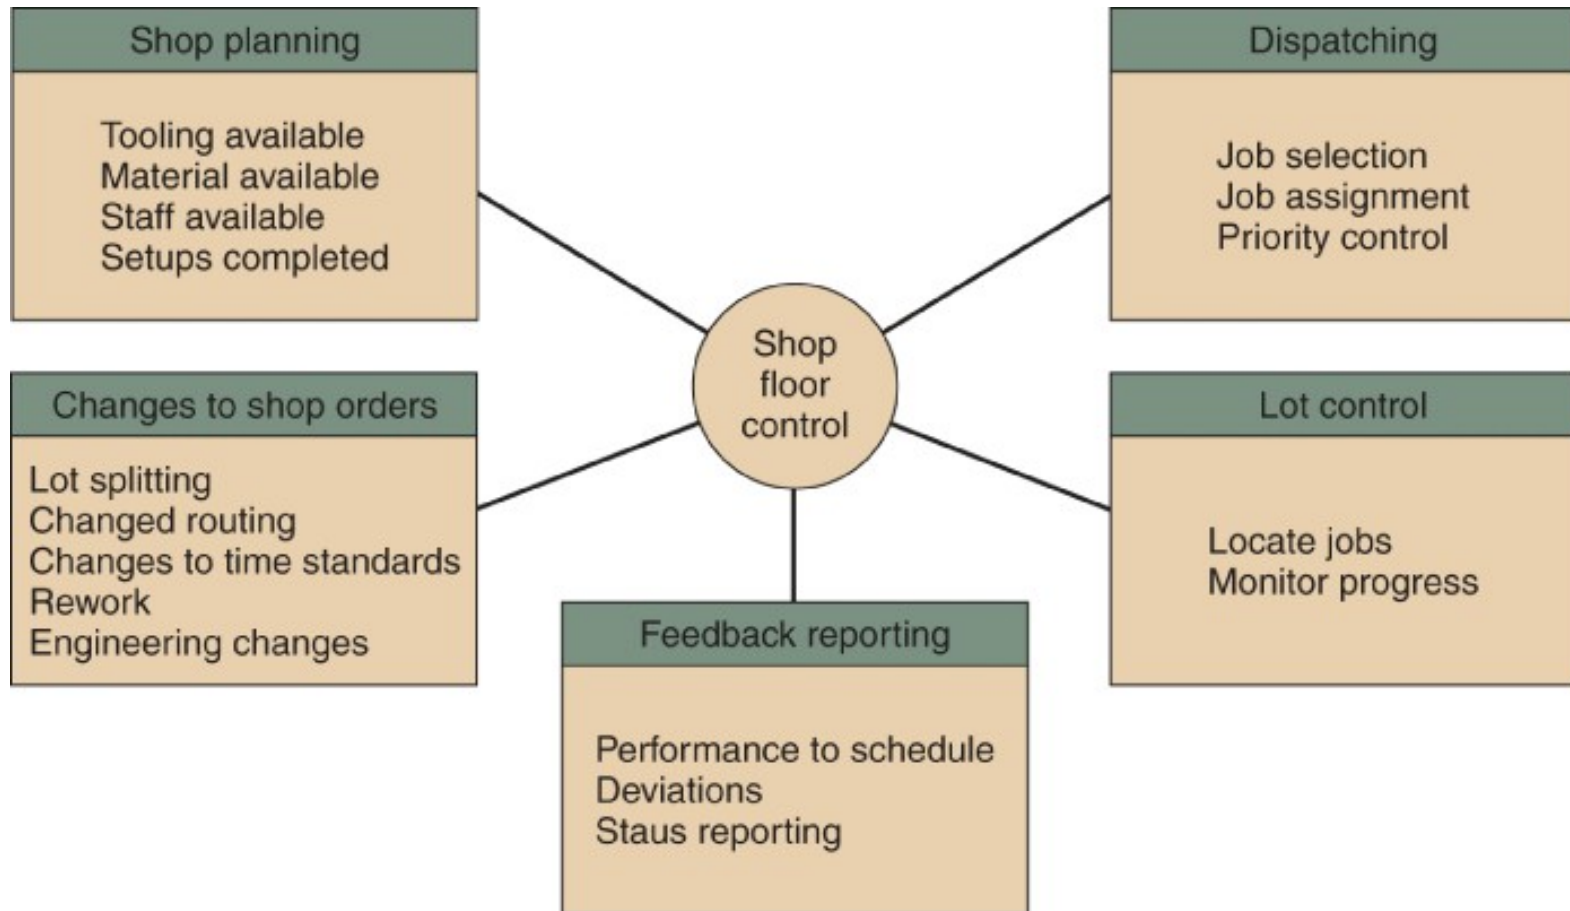 Shop planning
Tooling available
Material available
Staff available
Setups completed
Dispatching
Job selection
Job assignment
Priority control
Shop
floor
control
Changes to shop orders
Lot splitting
Changed routing
Changes to time standards
Rework
Engineering changes
Lot control
Locate jobs
Monitor progress
Feedback reporting
Performance to schedule
Deviations
Staus reporting